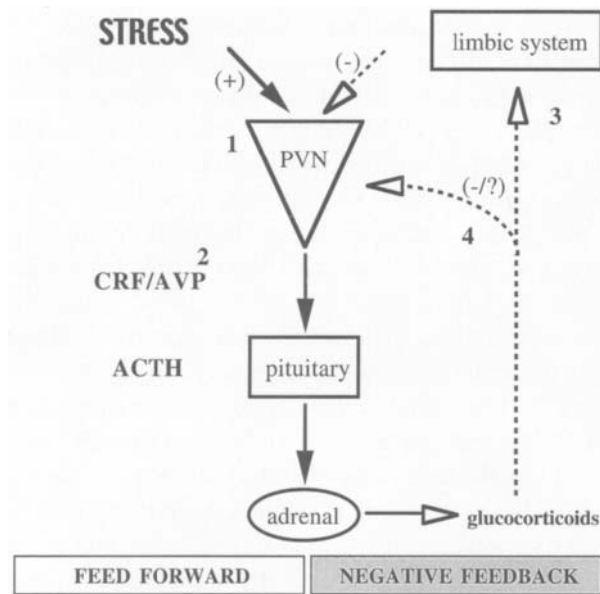 STRESS
limbic system
(+)
(-)
3
1
PVN
(-/?)
4
2
CRF/AVP
ACTH
pituitary
adrenal
glucocorticoids
FEED FORWARD
NEGATIVE FEEDBACK